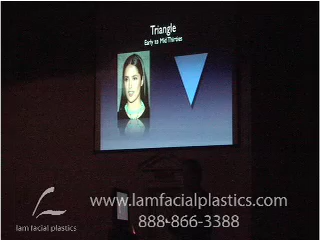 Triangle
Early to Mid Thirties
www.lamfacialplastics.com
888-866-3388
lam facial plastics